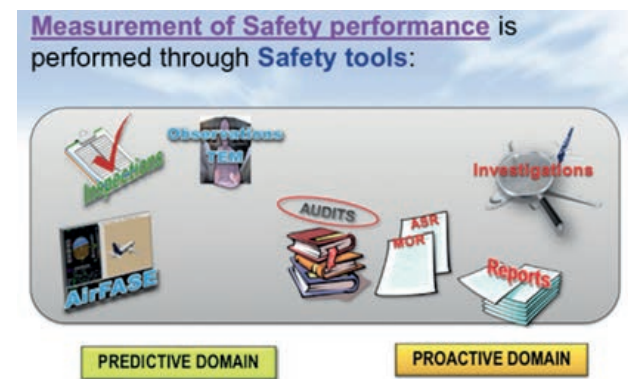 Measurement of Safety performance is
performed through Safety tools:
Inspections
Observations
TEM
Investigations
AUDITS
ASR
MOR
AirFASE
Reports
PREDICTIVE DOMAIN
PROACTIVE DOMAIN